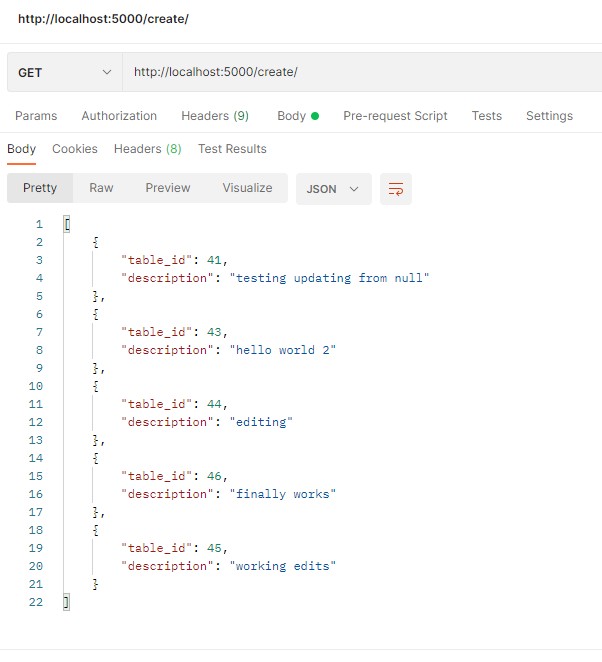 http://localhost:5000/create/
GET http://localhost:5000/create/
Params Authorization Headers (9) Body Pre-request Script Tests Settings
Body Cookies Headers (8) Test Results
Pretty Raw Preview Visualize JSON
1 [
2 {
3 "table_id": 41,
4 "description": "testing updating from null"
5 },
6 {
7 "table_id": 43,
8 "description": "hello world 2"
9 },
10 {
11 "table_id": 44,
12 "description": "editing"
13 },
14 {
15 "table_id": 46,
16 "description": "finally works"
17 },
18 {
19 "table_id": 45,
20 "description": "working edits"
21 }
22 ]